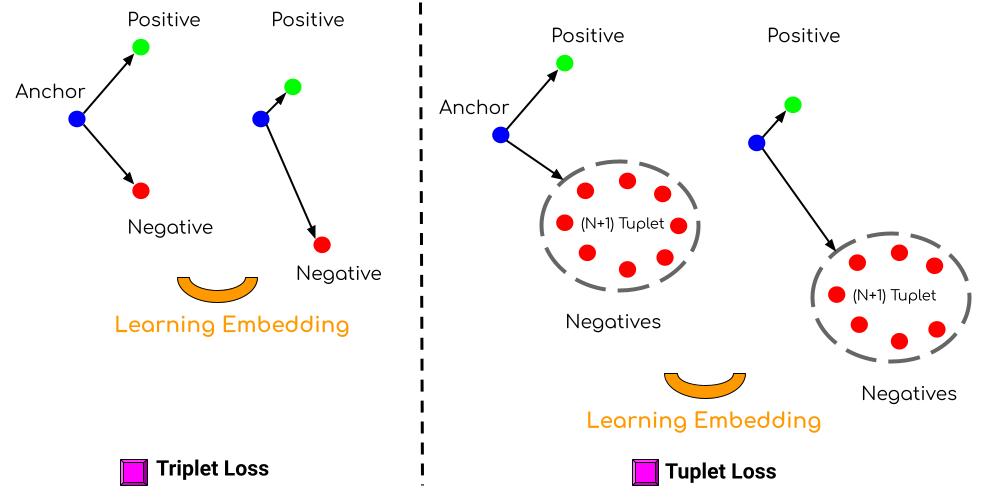 Positive
Positive
Anchor
Negative
Negative
Learning Embedding
Triplet Loss
Positive
Positive
Anchor
(N+1) Tuplet
Negatives
(N+1) Tuplet
Negatives
Learning Embedding
Tuplet Loss